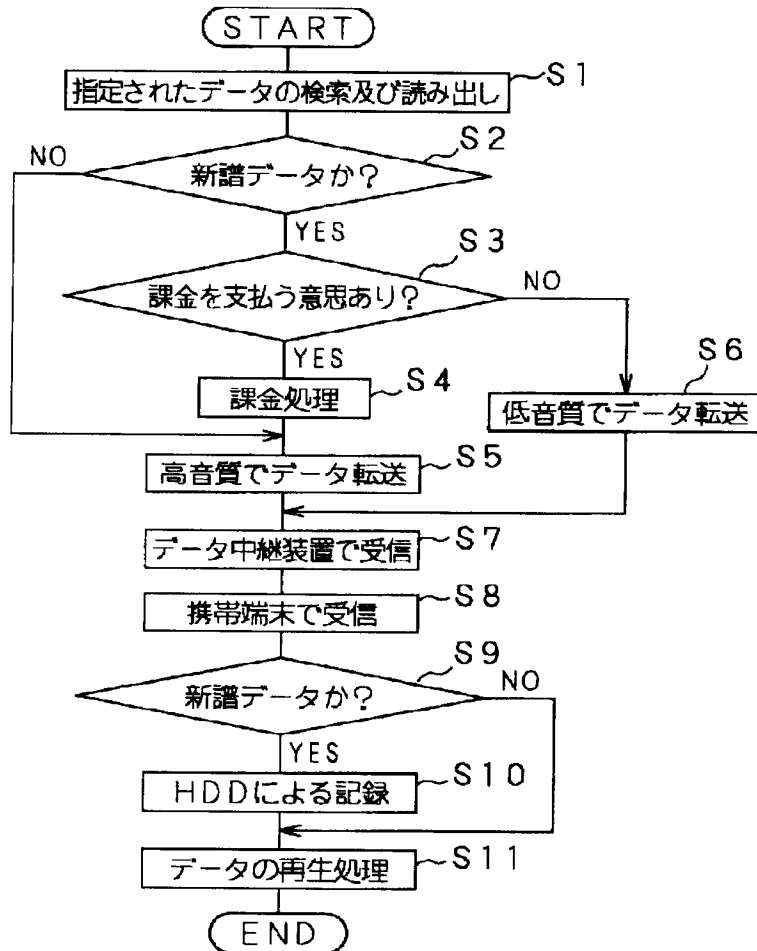 START
指定されたデータの検索及び読み出し
S1
新譜データか?
S2
NO
YES
課金を支払う意思あり?
S3
NO
YES
課金処理
S4
低音質でデータ転送
S6
高音質でデータ転送
S5
データ中継装置で受信
S7
携帯端末で受信
S8
新譜データか?
S9
NO
YES
HDDによる記録
S10
データの再生処理
S11
END